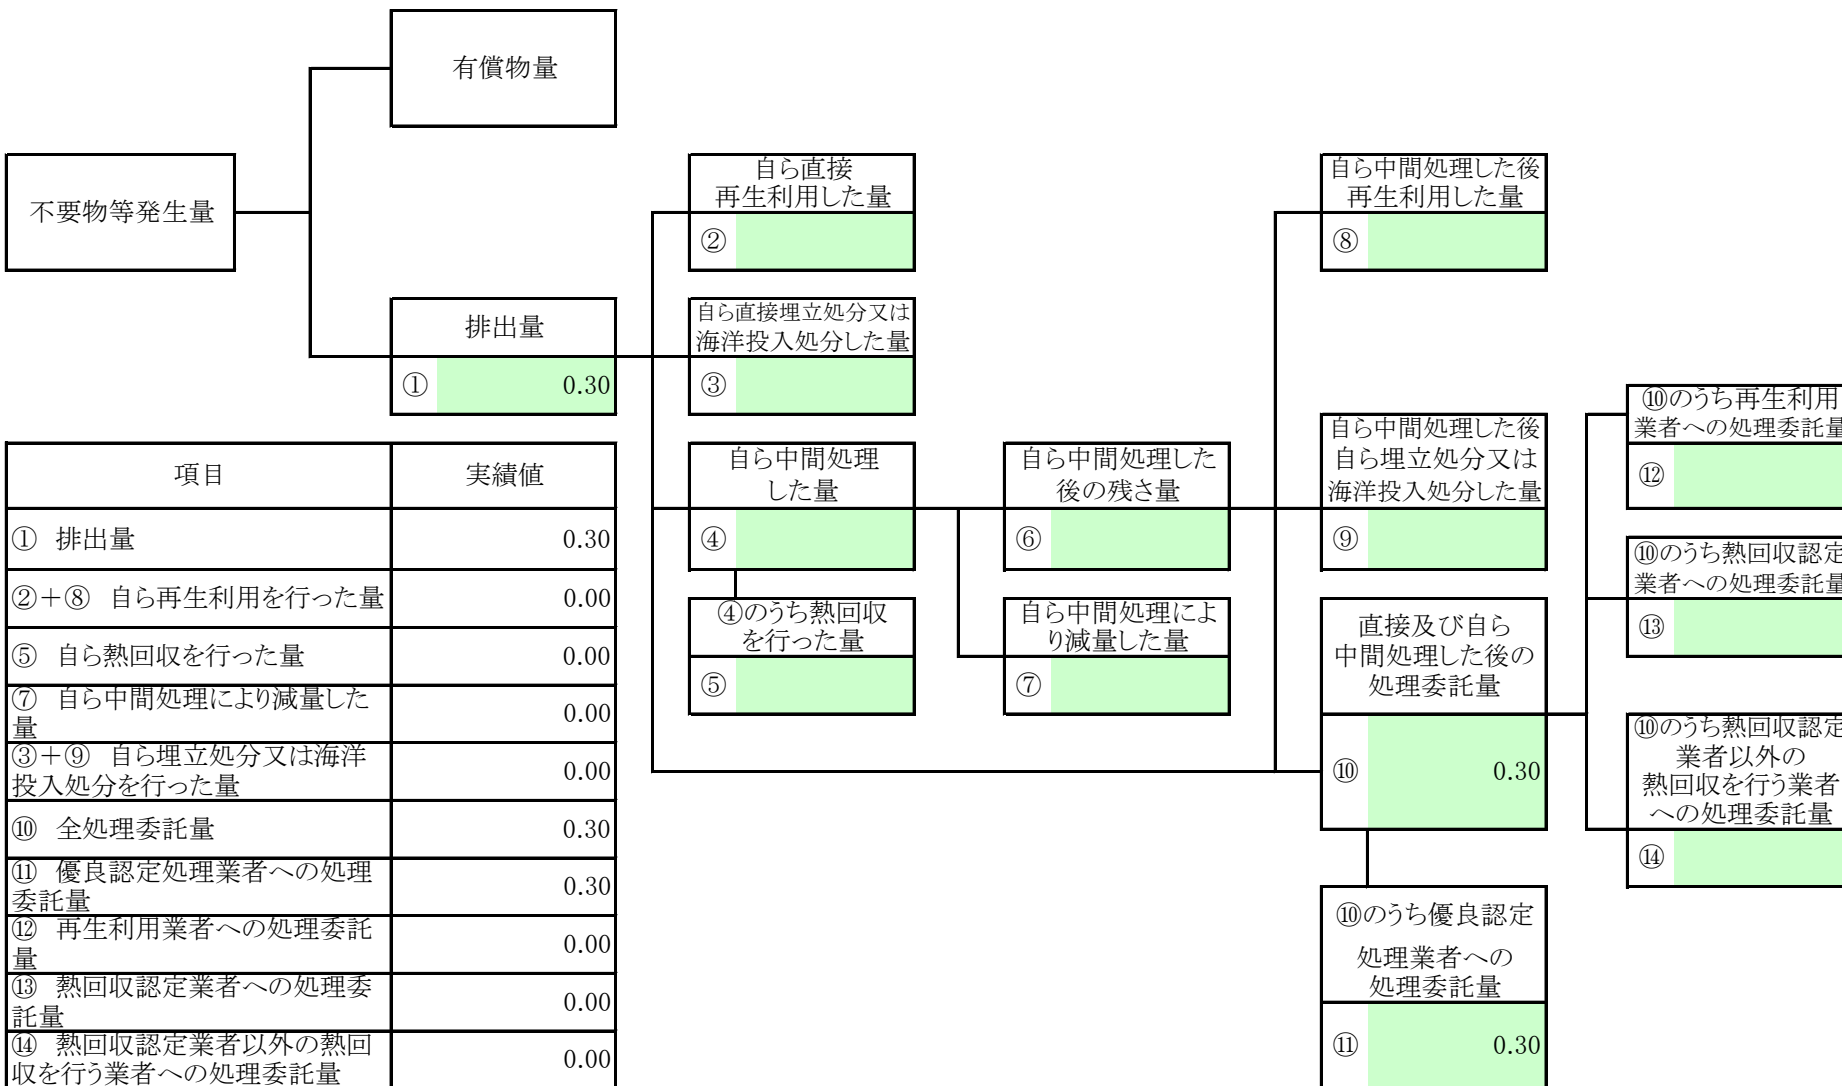 有償物量
不要物等発生量
自ら直接
再生利用した量
②
自ら中間処理した後
再生利用した量
⑧
排出量
① 0.30
自ら直接埋立処分又は
海洋投入処分した量
③
自ら中間処理
した量
④
自ら中間処理した
後の残さ量
⑥
自ら中間処理した後
自ら埋立処分又は
海洋投入処分した量
⑨
⑩のうち再生利用
業者への処理委託量
⑫
④のうち熱回収
を行った量
⑤
自ら中間処理によ
り減量した量
⑦
直接及び自ら
中間処理した後の
処理委託量
⑩ 0.30
⑩のうち熱回収認定
業者への処理委託量
⑬
⑩のうち熱回収認定
業者以外の
熱回収を行う業者
への処理委託量
⑭
⑩のうち優良認定
処理業者への
処理委託量
⑪ 0.30
項目 実績値
① 排出量 0.30
②+⑧ 自ら再生利用を行った量 0.00
⑤ 自ら熱回収を行った量 0.00
⑦ 自ら中間処理により減量した
量 0.00
③+⑨ 自ら埋立処分又は海洋
投入処分を行った量 0.00
⑩ 全処理委託量 0.30
⑪ 優良認定処理業者への処理
委託量 0.30
⑫ 再生利用業者への処理委託
量 0.00
⑬ 熱回収認定業者への処理委
託量 0.00
⑭ 熱回収認定業者以外の熱回
収を行う業者への処理委託量 0.00